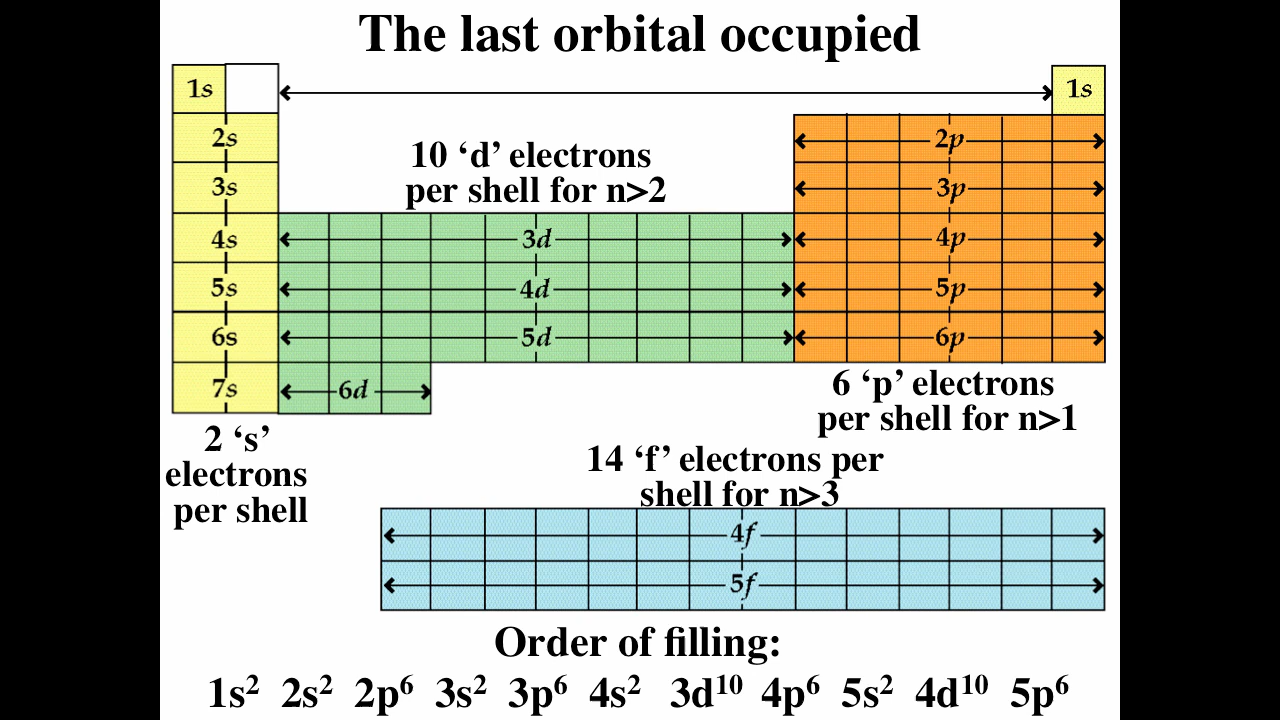 The last orbital occupied
1s 1s
2s 2p
10 ‘d’ electrons
per shell for n>2
3s 3p
4s 3d 4p
5s 4d 5p
6s 5d 6p
7s 6d
6 ‘p’ electrons
per shell for n>1
2 ‘s’
electrons
per shell
14 ‘f’ electrons per
shell for n>3
4f
5f
Order of filling:
1s² 2s² 2p⁶ 3s² 3p⁶ 4s² 3d¹⁰ 4p⁶ 5s² 4d¹⁰ 5p⁶